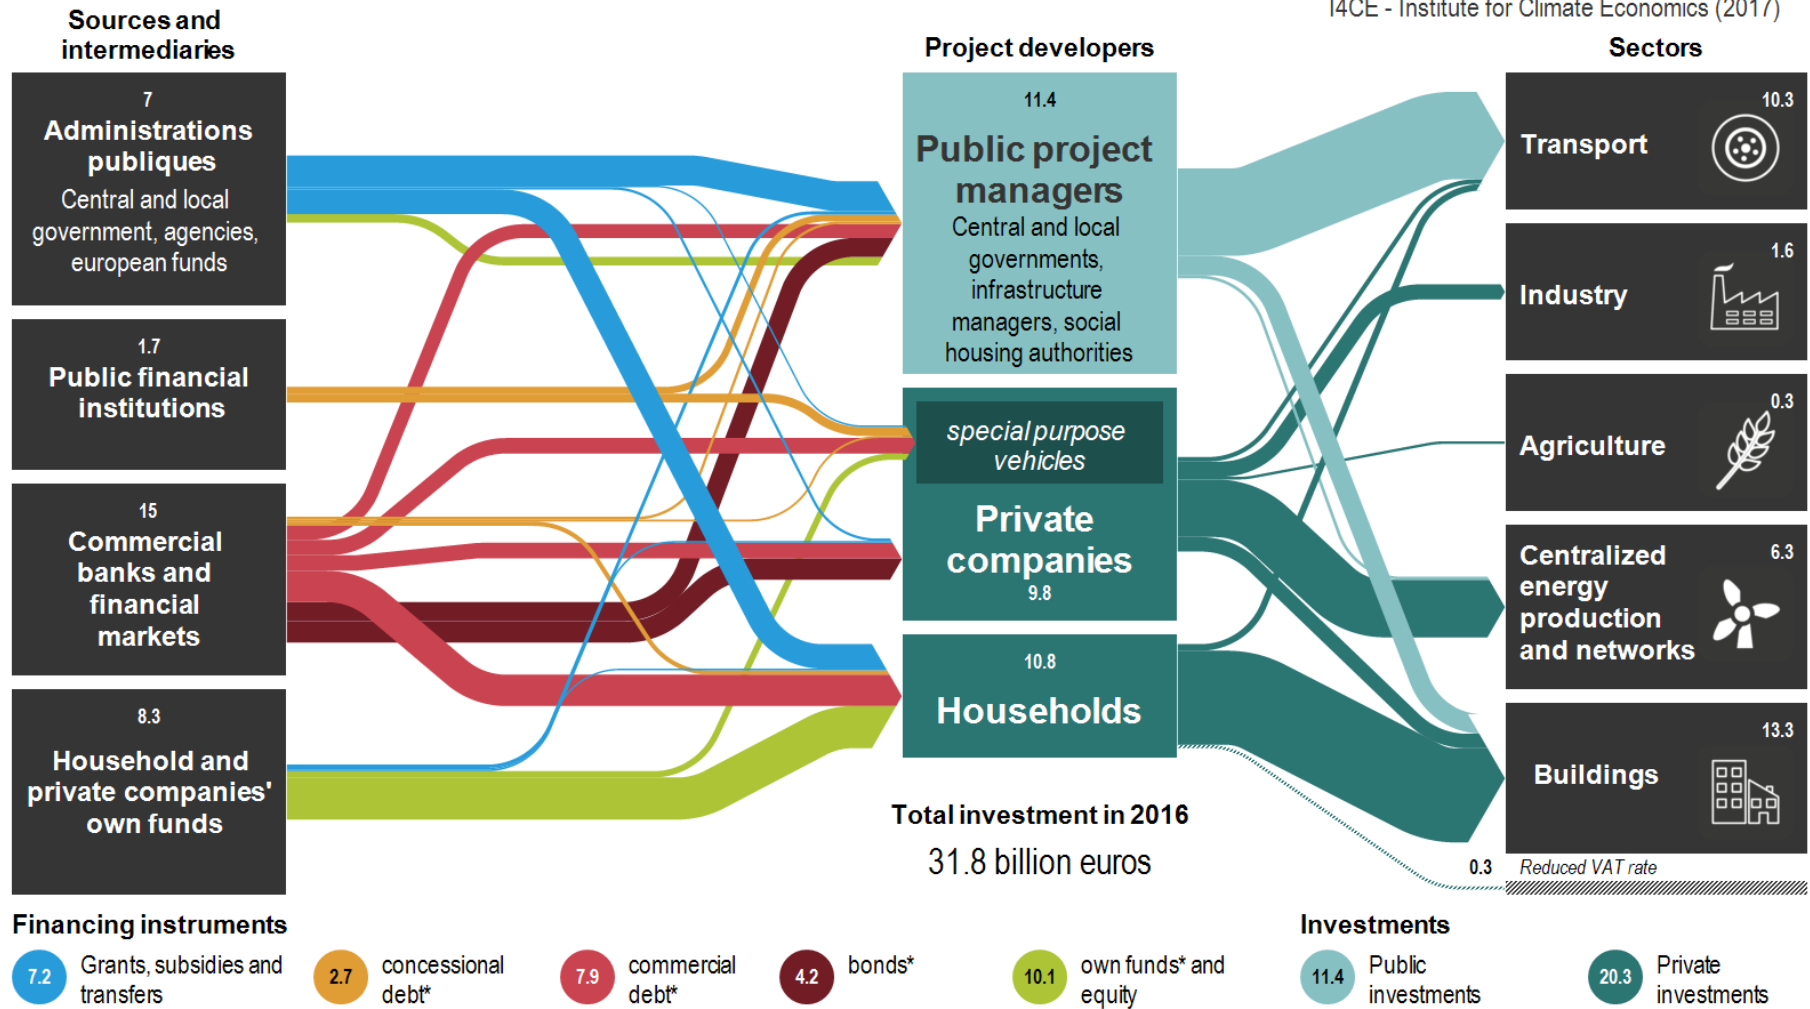 I4CE - Institute for Climate Economics (2017)
Sources and
intermediaries
Project developers
Sectors
7
Administrations
publiques
Central and local
government, agencies,
european funds
1.7
Public financial
institutions
15
Commercial
banks and
financial
markets
8.3
Household and
private companies'
own funds
11.4
Public project
managers
Central and local
governments,
infrastructure
managers, social
housing authorities
special purpose
vehicles
Private
companies
9.8
10.8
Households
Total investment in 2016
31.8 billion euros
10.3
Transport
1.6
Industry
0.3
Agriculture
6.3
Centralized
energy
production
and networks
13.3
Buildings
0.3 Reduced VAT rate
Financing instruments
7.2 Grants, subsidies and
transfers
2.7 concessional
debt*
7.9 commercial
debt*
4.2 bonds*
10.1 own funds* and
equity
Investments
11.4 Public
investments
20.3 Private
investments